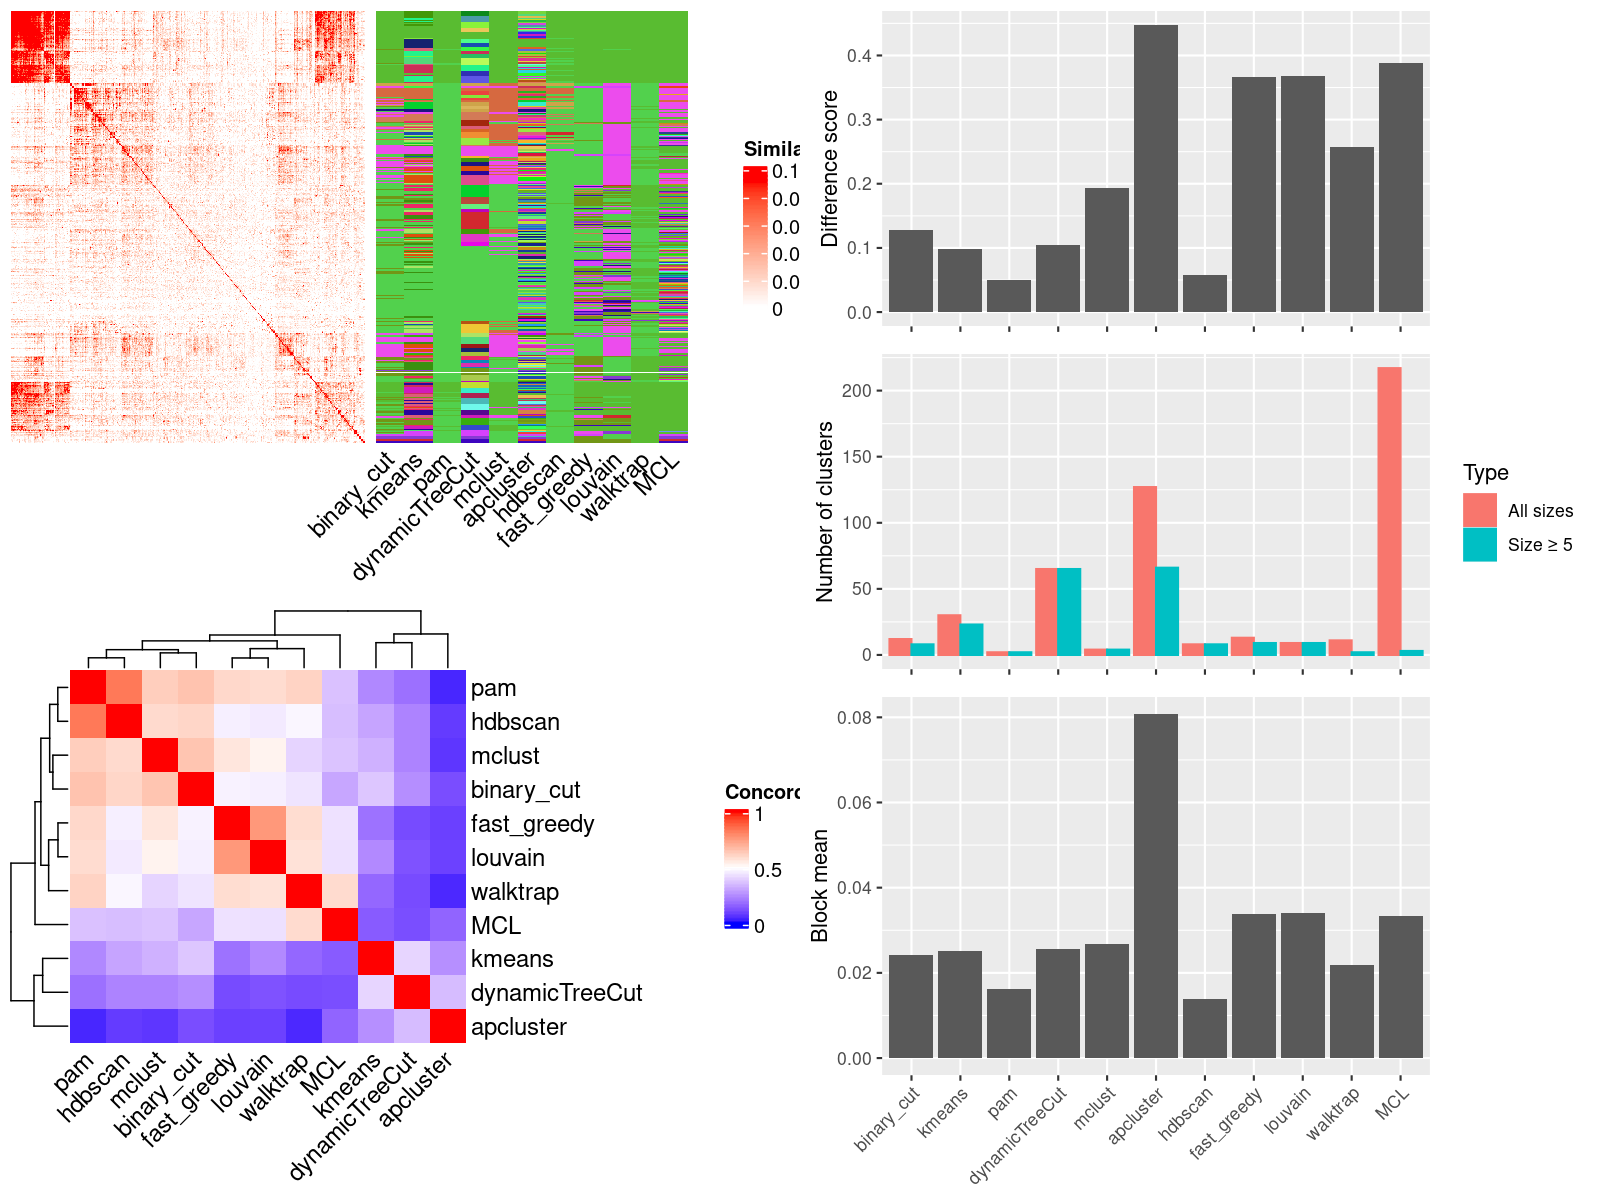 Simila
0.1
0.0
0.0
0.0
0.0
0
binary_cut
kmeans
pam
dynamicTreeCut
mclust
apcluster
hdbscan
fast_greedy
louvain
walktrap
MCL
pam
hdbscan
mclust
binary_cut
fast_greedy
louvain
walktrap
MCL
kmeans
dynamicTreeCut
apcluster
pam
hdbscan
mclust
binary_cut
fast_greedy
louvain
walktrap
MCL
kmeans
dynamicTreeCut
apcluster
Concord
1
0.5
0
Difference score
0.4
0.3
0.2
0.1
0.0
Number of clusters
200
150
100
50
0
Type
All sizes
Size ≥ 5
Block mean
0.08
0.06
0.04
0.02
0.00
binary_cut
kmeans
pam
dynamicTreeCut
mclust
apcluster
hdbscan
fast_greedy
louvain
walktrap
MCL